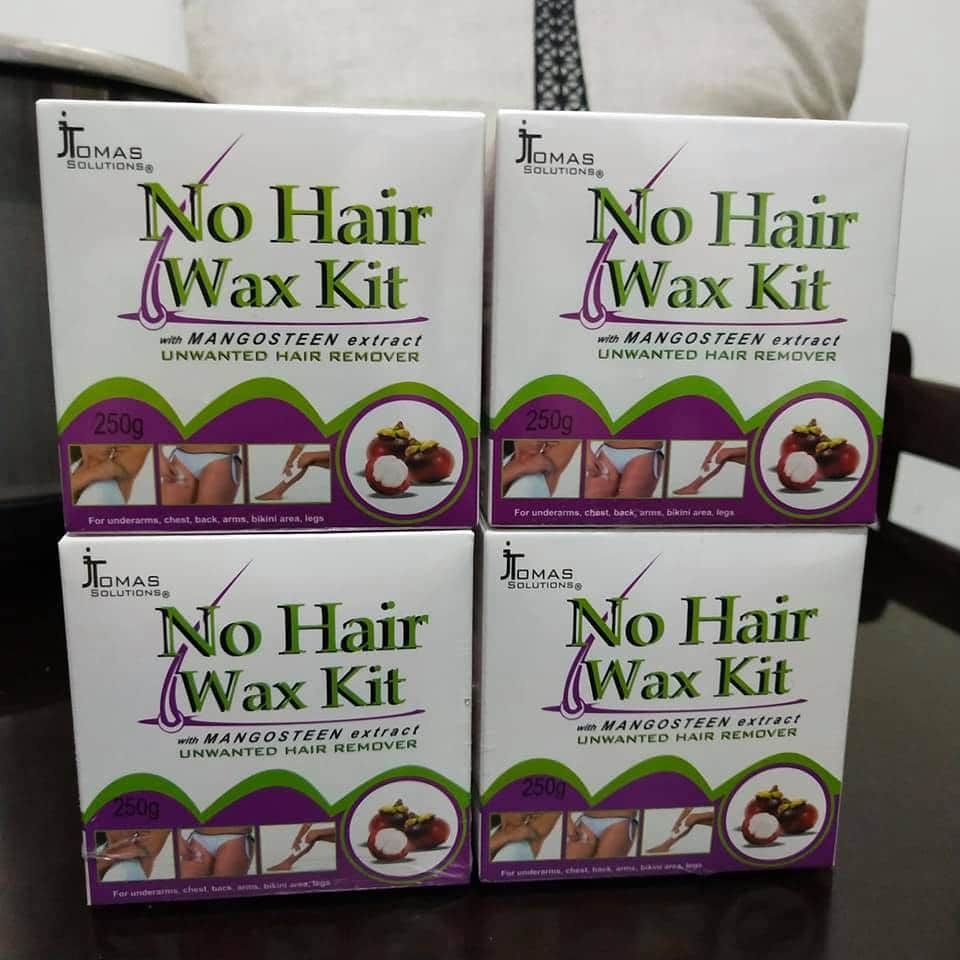 jTOMAS
SOLUTIONS®
No Hair
Wax Kit
with MANGOSTEEN extract
UNWANTED HAIR REMOVER
250g
For underarms, chest, back, arms, bikini area, legs
jTOMAS
SOLUTIONS®
No Hair
Wax Kit
with MANGOSTEEN extract
UNWANTED HAIR REMOVER
250g
For underarms, chest, back, arms, bikini area, legs
jTOMAS
SOLUTIONS®
No Hair
Wax Kit
with MANGOSTEEN extract
UNWANTED HAIR REMOVER
250g
For underarms, chest, back, arms, bikini area, legs
jTOMAS
SOLUTIONS®
No Hair
Wax Kit
with MANGOSTEEN extract
UNWANTED HAIR REMOVER
250g
For underarms, chest, back, arms, bikini area, legs